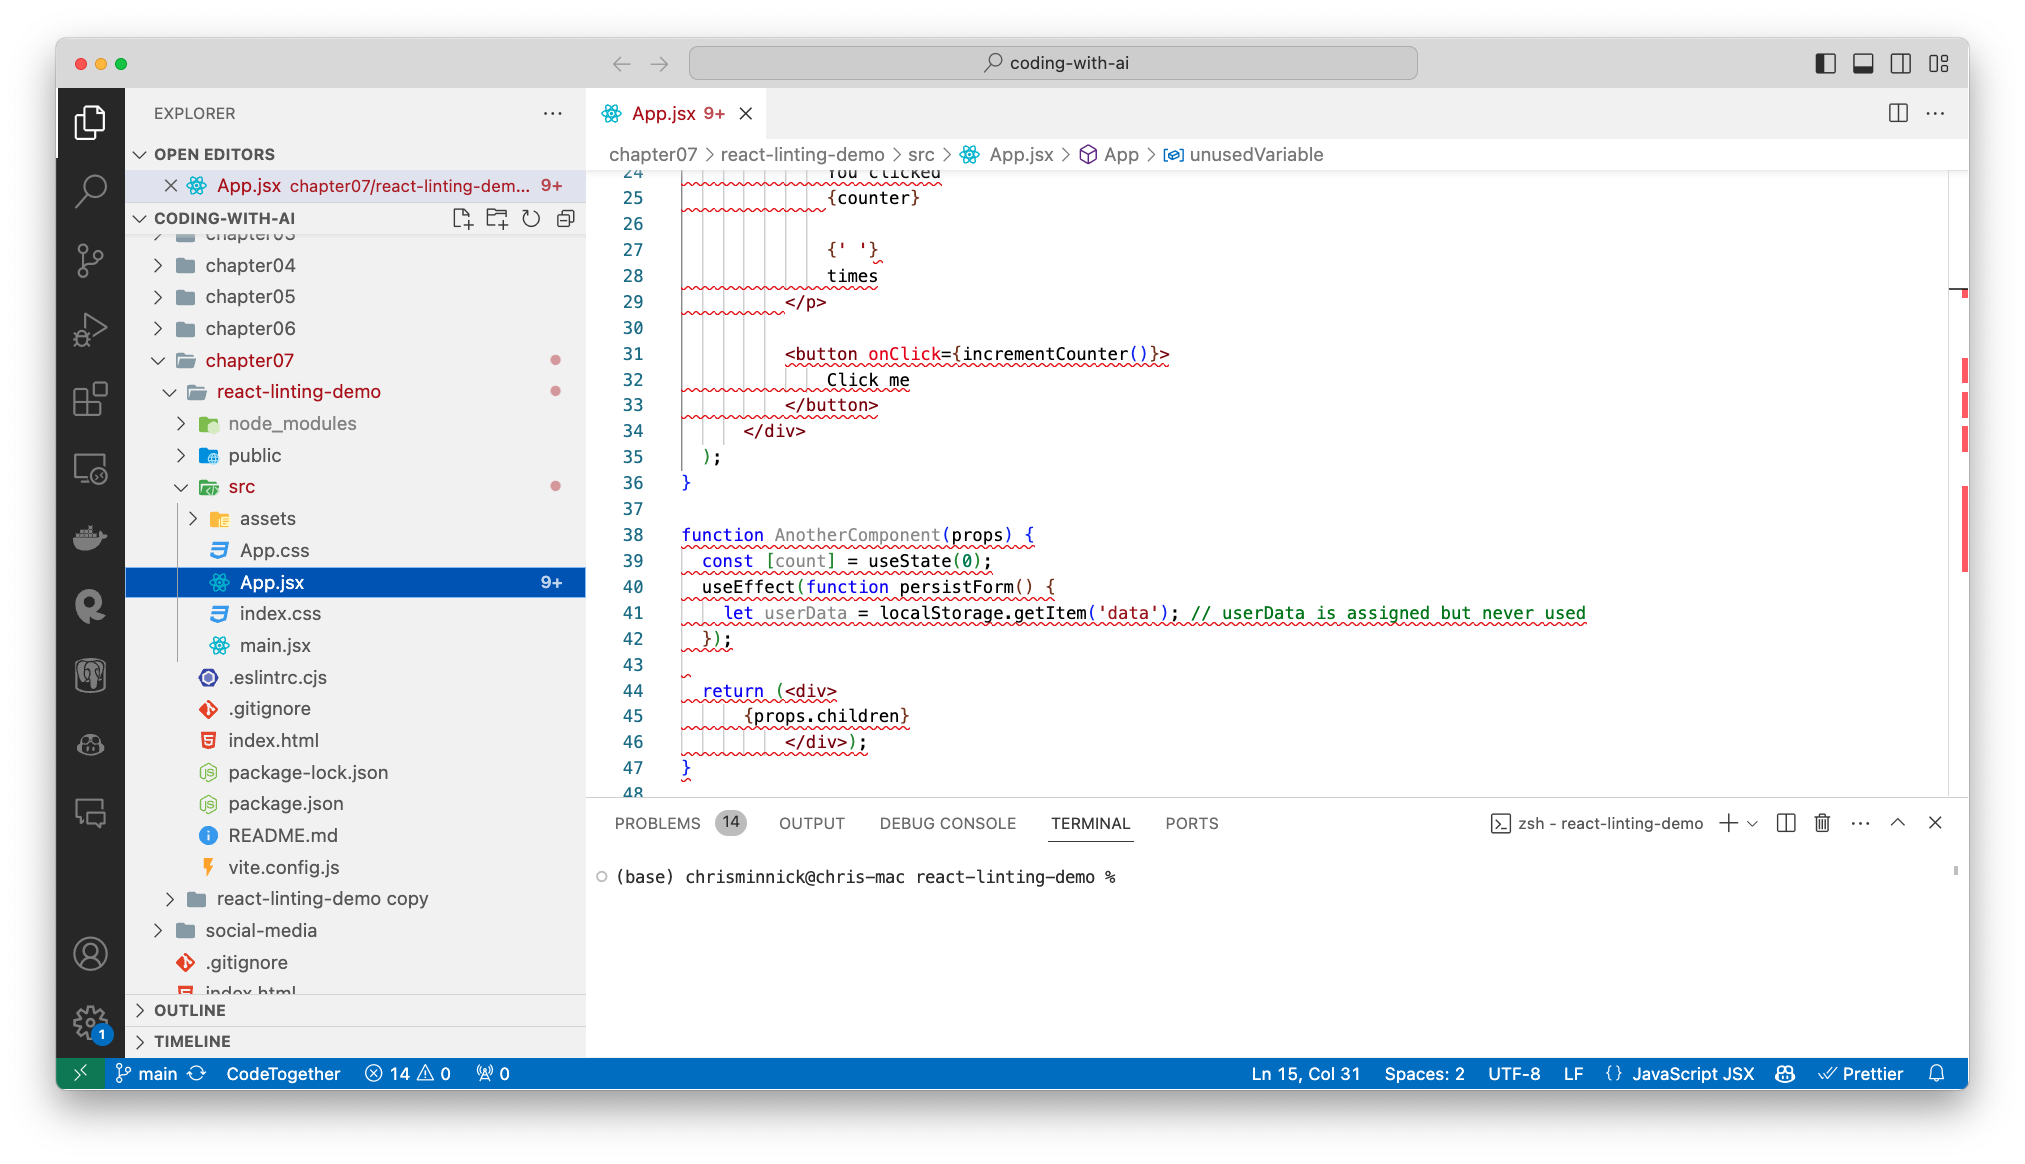 coding-with-ai
EXPLORER
OPEN EDITORS
App.jsx chapter07/react-linting-dem... 9+
CODING-WITH-AI
chapter03
chapter04
chapter05
chapter06
chapter07
react-linting-demo
node_modules
public
src
assets
App.css
App.jsx 9+
index.css
main.jsx
.eslintrc.cjs
.gitignore
index.html
package-lock.json
package.json
README.md
vite.config.js
react-linting-demo copy
social-media
.gitignore
index.html
OUTLINE
TIMELINE
1
App.jsx 9+
chapter07 > react-linting-demo > src > App.jsx > App > unusedVariable
24 You clicked
25 {counter}
26
27 {' '}
28 times
29 </p>
30
31 <button onClick={incrementCounter()}>
32 Click me
33 </button>
34 </div>
35 );
36 }
37
38 function AnotherComponent(props) {
39 const [count] = useState(0);
40 useEffect(function persistForm() {
41 let userData = localStorage.getItem('data'); // userData is assigned but never used
42 });
43
44 return (<div>
45 {props.children}
46 </div>);
47 }
48
PROBLEMS 14 OUTPUT DEBUG CONSOLE TERMINAL PORTS zsh - react-linting-demo
(base) chrisminnick@chris-mac react-linting-demo %
main CodeTogether 14 0 0 Ln 15, Col 31 Spaces: 2 UTF-8 LF {} JavaScript JSX Prettier